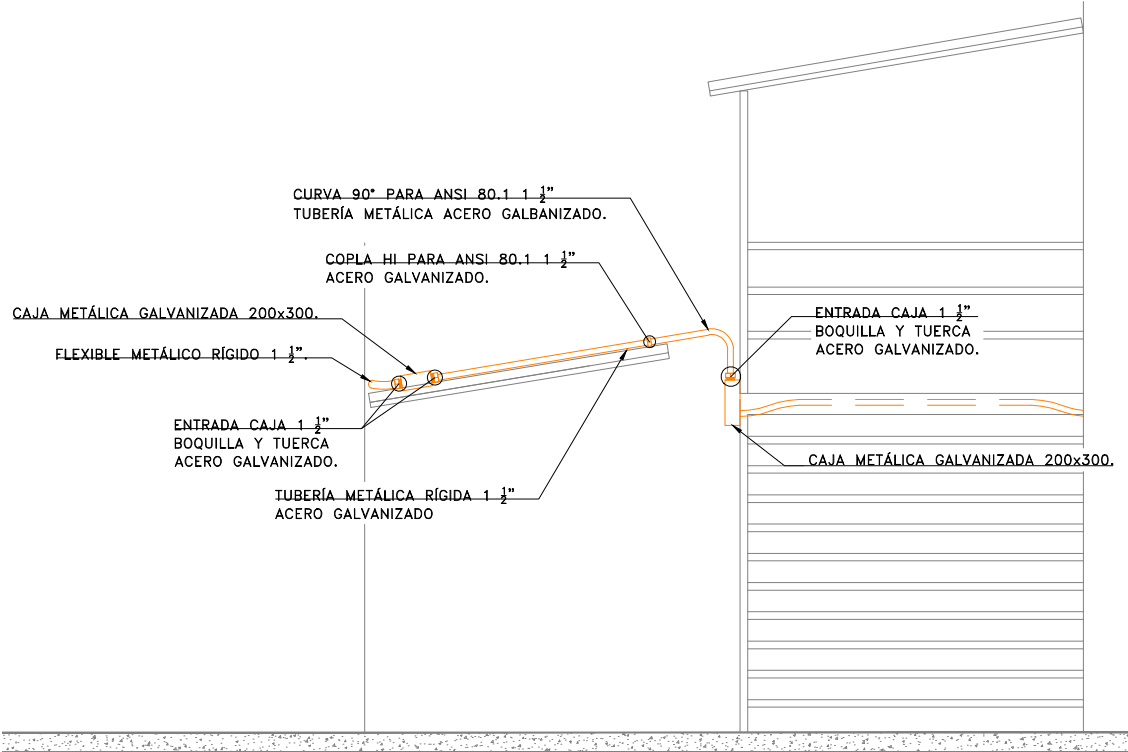 CURVA 90° PARA ANSI 80.1 1 1/2"
TUBERÍA METÁLICA ACERO GALBANIZADO.
COPLA HI PARA ANSI 80.1 1 1/2"
ACERO GALVANIZADO.
CAJA METÁLICA GALVANIZADA 200x300.
FLEXIBLE METÁLICO RÍGIDO 1 1/2".
ENTRADA CAJA 1 1/2"
BOQUILLA Y TUERCA
ACERO GALVANIZADO.
ENTRADA CAJA 1 1/2"
BOQUILLA Y TUERCA
ACERO GALVANIZADO.
CAJA METÁLICA GALVANIZADA 200x300.
TUBERÍA METÁLICA RÍGIDA 1 1/2"
ACERO GALVANIZADO